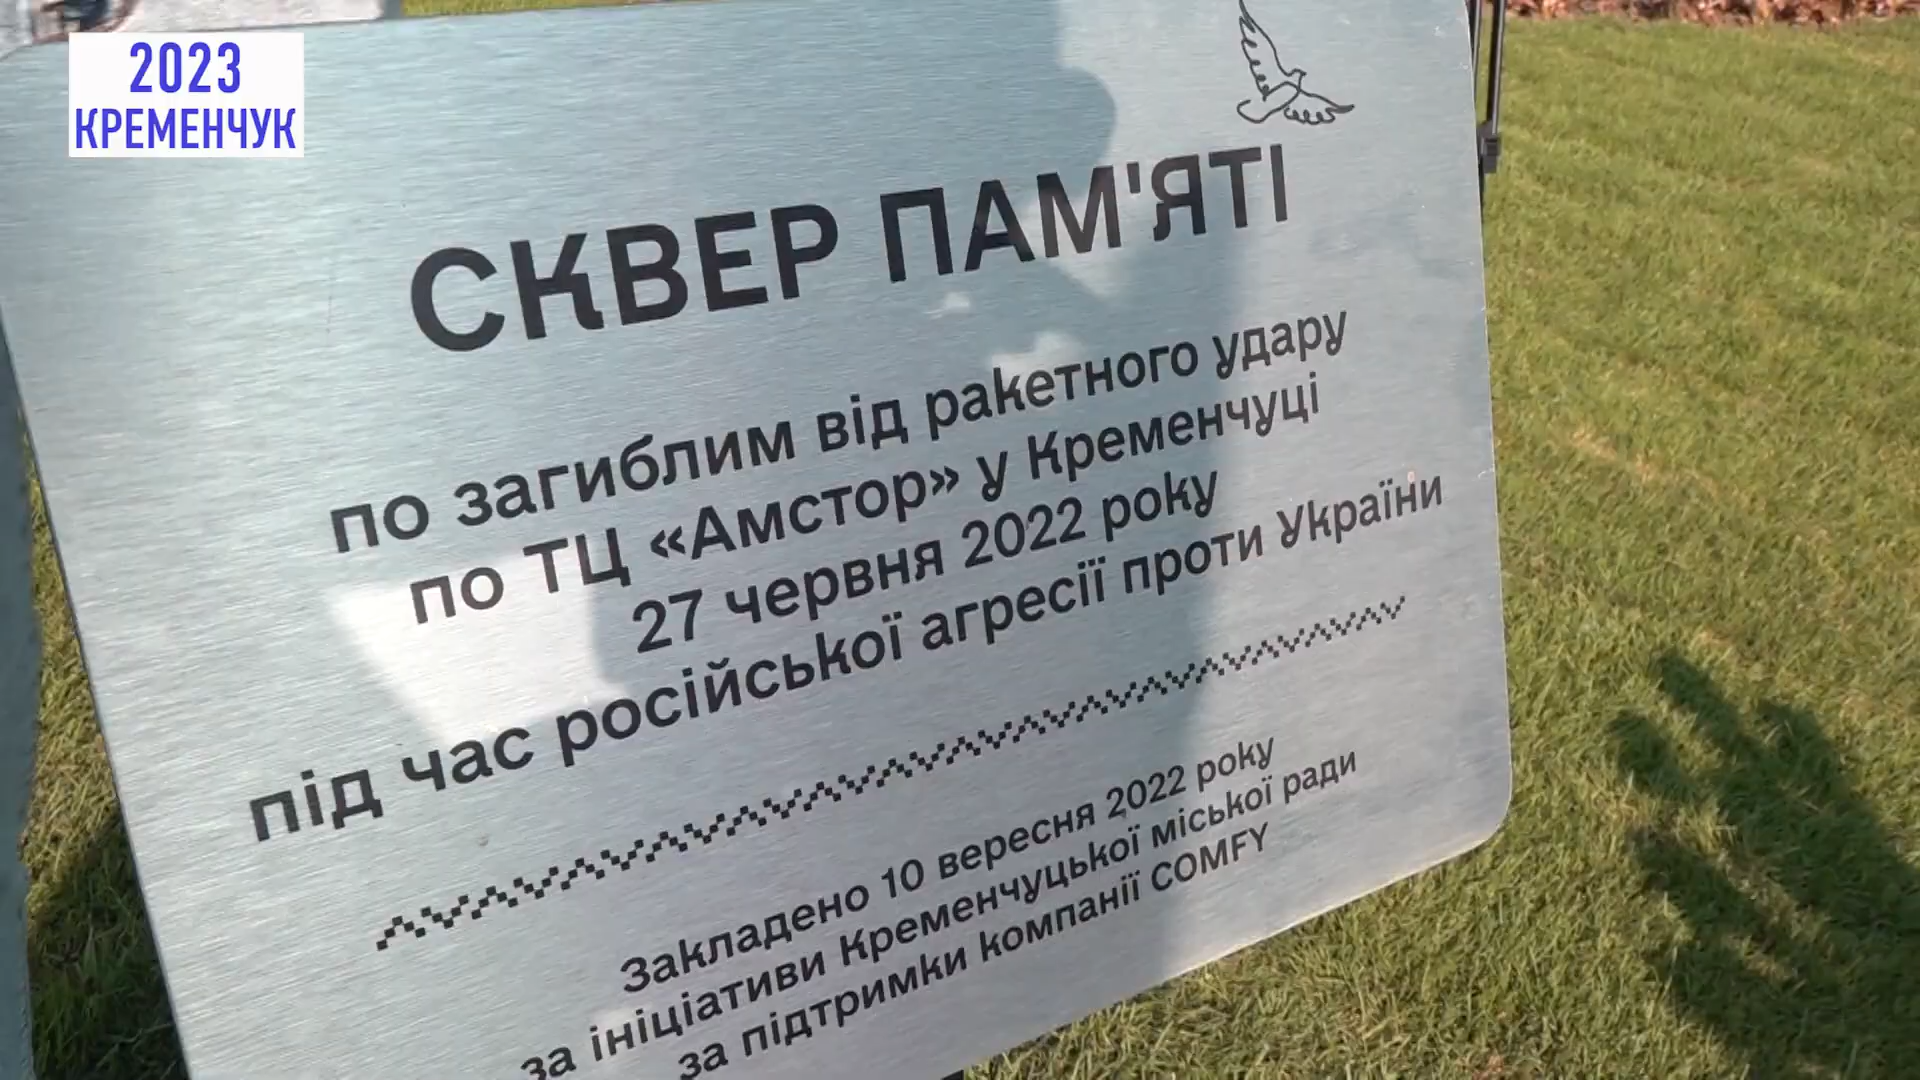 2023
КРЕМЕНЧУК
СКВЕР ПАМ'ЯТІ
по загиблим від ракетного удару
по ТЦ «Амстор» у Кременчуці
27 червня 2022 року
під час російської агресії проти України
Закладено 10 вересня 2022 року
за ініціативи Кременчуцької міської ради
за підтримки компанії COMFY